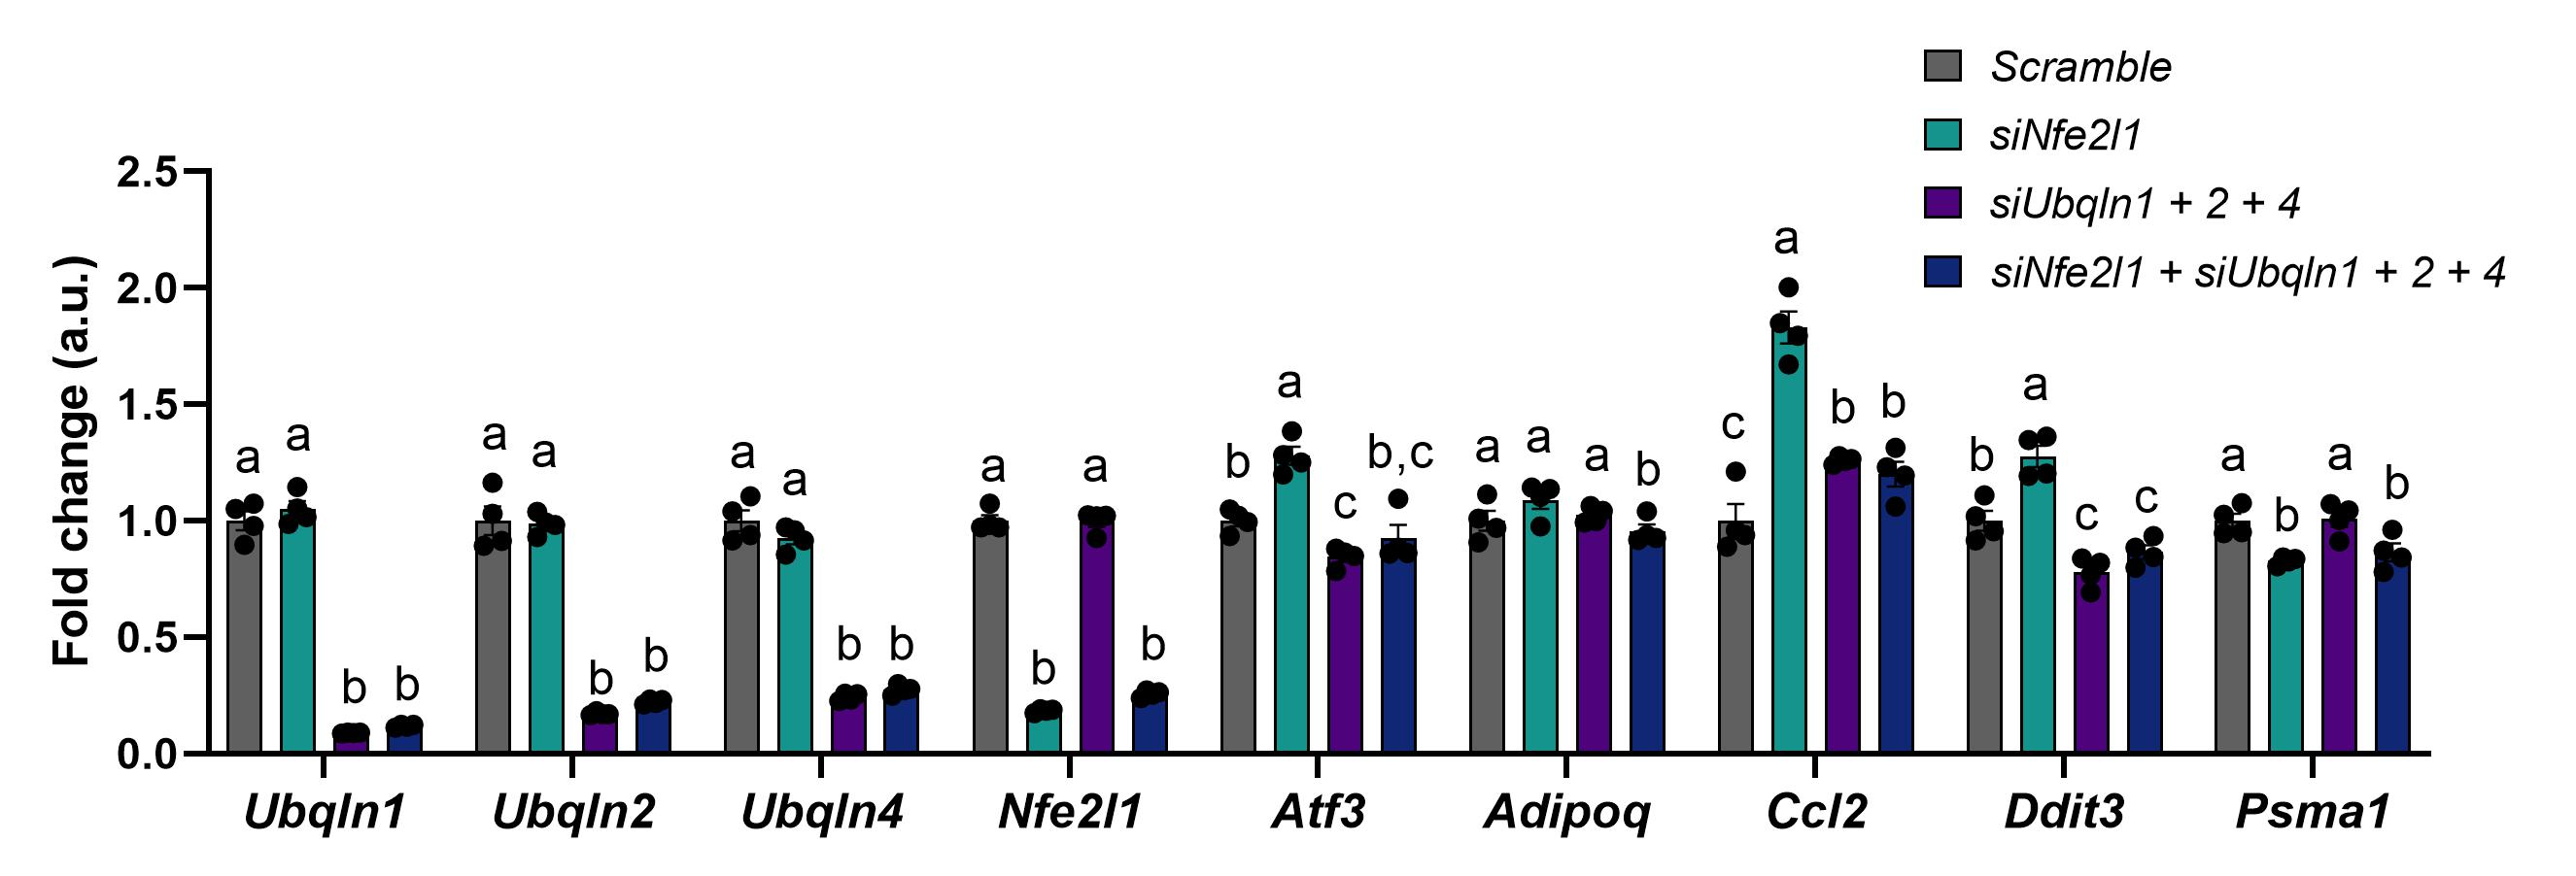 Scramble
siNfe2l1
siUbqln1 + 2 + 4
siNfe2l1 + siUbqln1 + 2 + 4
Fold change (a.u.)
2.5
2.0
1.5
1.0
0.5
0.0
a a b b
a a b b
a a b b
a b a b
b a c b,c
a a a b
c a b b
b a c c
a b a b
Ubqln1 Ubqln2 Ubqln4 Nfe2l1 Atf3 Adipoq Ccl2 Ddit3 Psma1